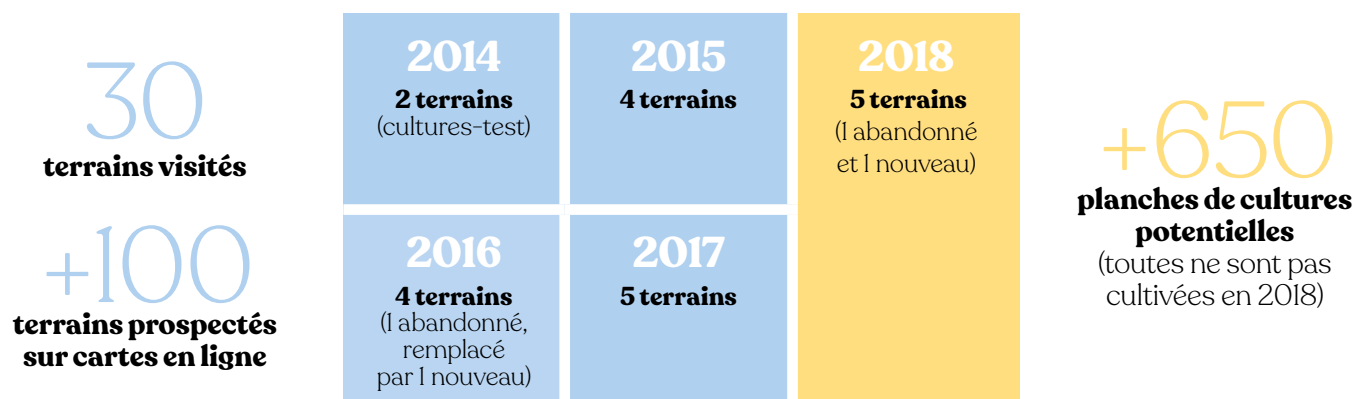 30
terrains visités
+100
terrains prospectés
sur cartes en ligne
2014
2 terrains
(cultures-test)
2015
4 terrains
2016
4 terrains
(1 abandonné,
remplacé
par 1 nouveau)
2017
5 terrains
2018
5 terrains
(1 abandonné
et 1 nouveau)
+650
planches de cultures
potentielles
(toutes ne sont pas
cultivées en 2018)